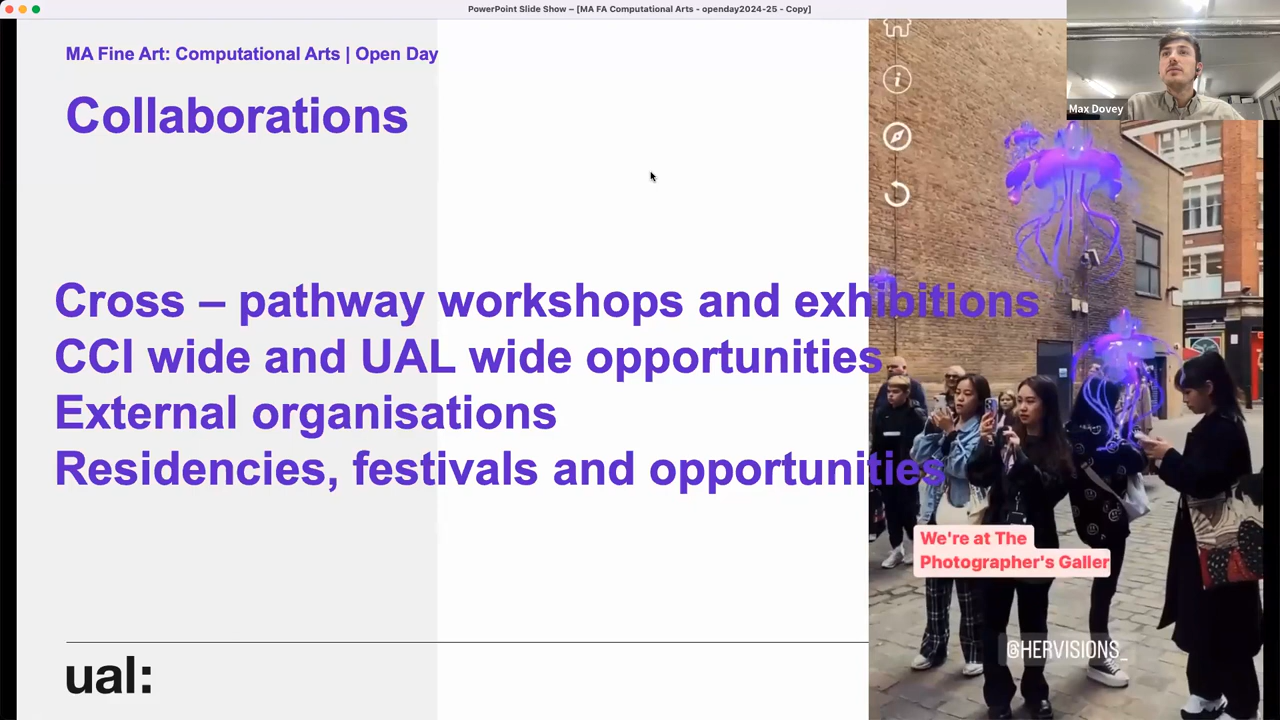 PowerPoint Slide Show – [MA FA Computational Arts - openday2024-25 - Copy]
MA Fine Art: Computational Arts | Open Day
Collaborations
Max Dovey
Cross – pathway workshops and exhibitions
CCI wide and UAL wide opportunities
External organisations
Residencies, festivals and opportunities
We're at The
Photographer's Galler
@HERVISIONS_
ual: